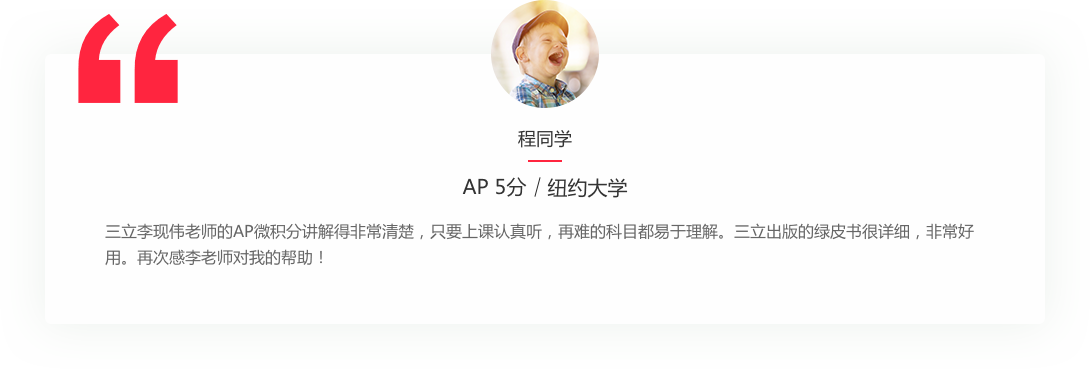 程同学
AP 5分 / 纽约大学
三立李现伟老师的AP微积分讲解得非常清楚，只要上课认真听，再难的科目都易于理解。三立出版的绿皮书很详细，非常好
用。再次感李老师对我的帮助！